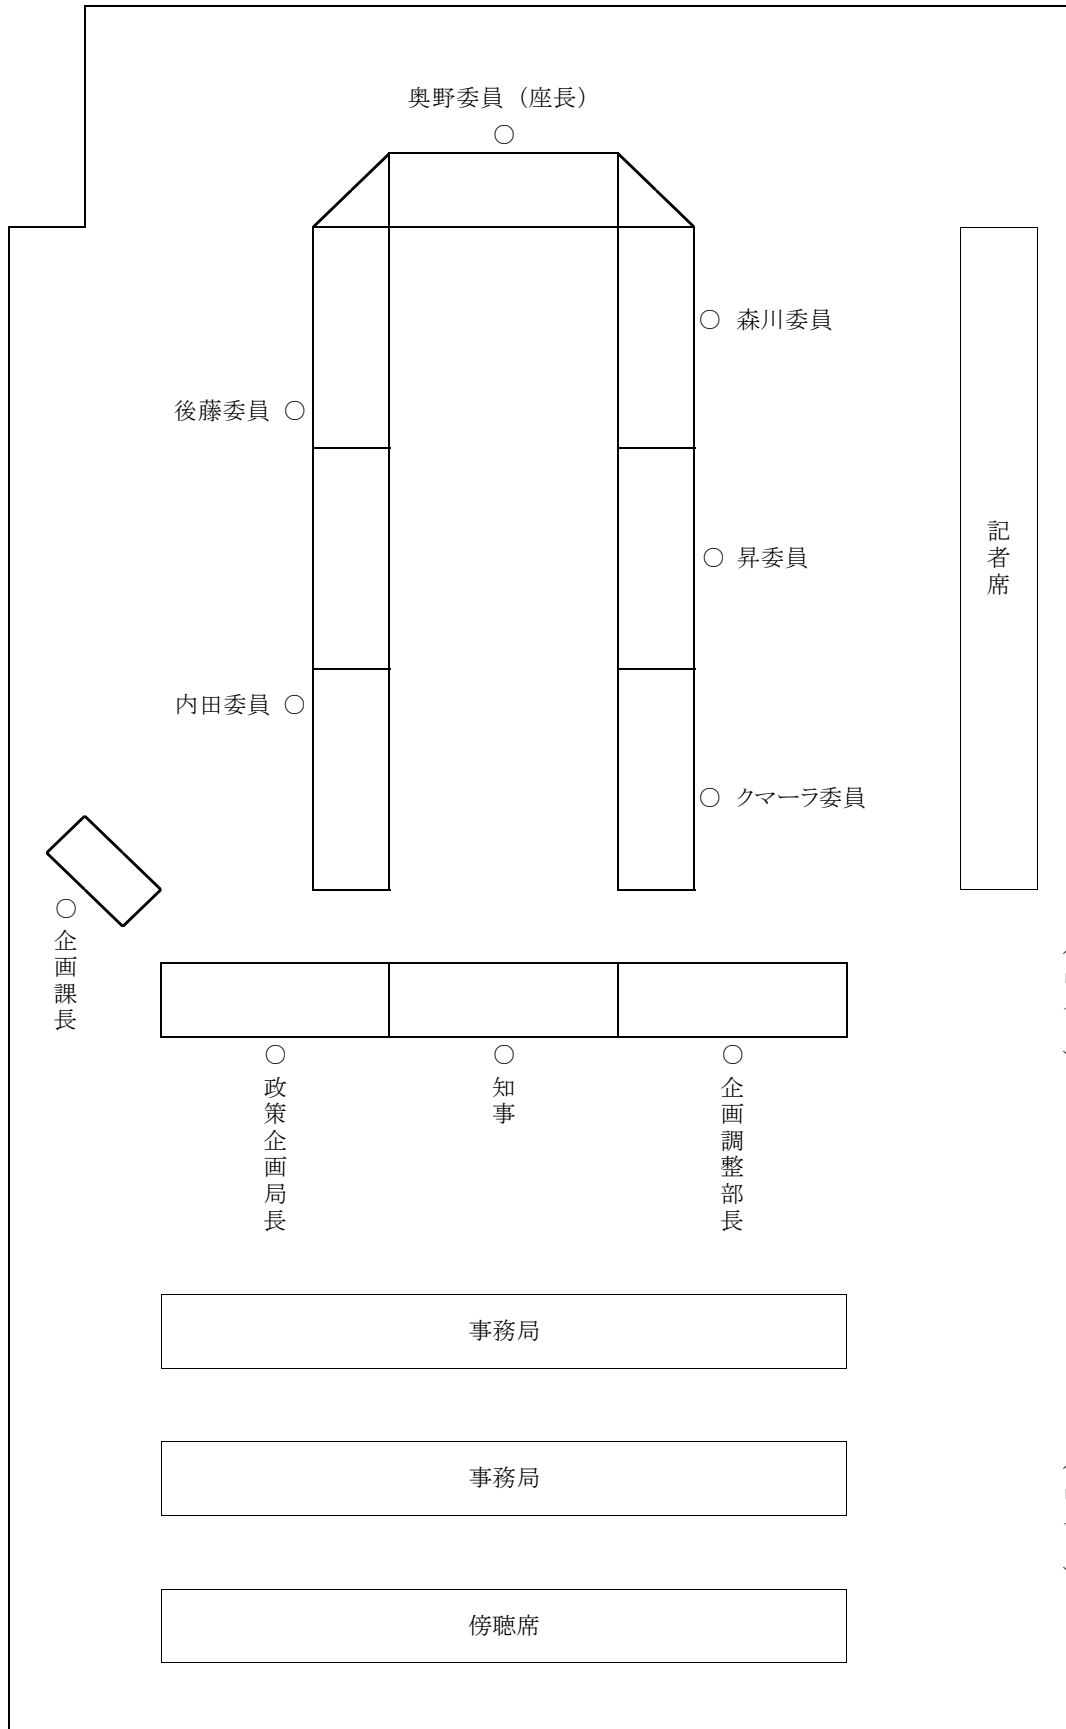 奥野委員（座長）
○
○ 森川委員
後藤委員 ○
○ 昇委員
記者席
内田委員 ○
○ クマーラ委員
○企画課長
○政策企画局長
○知事
○企画調整部長
事務局
事務局
傍聴席